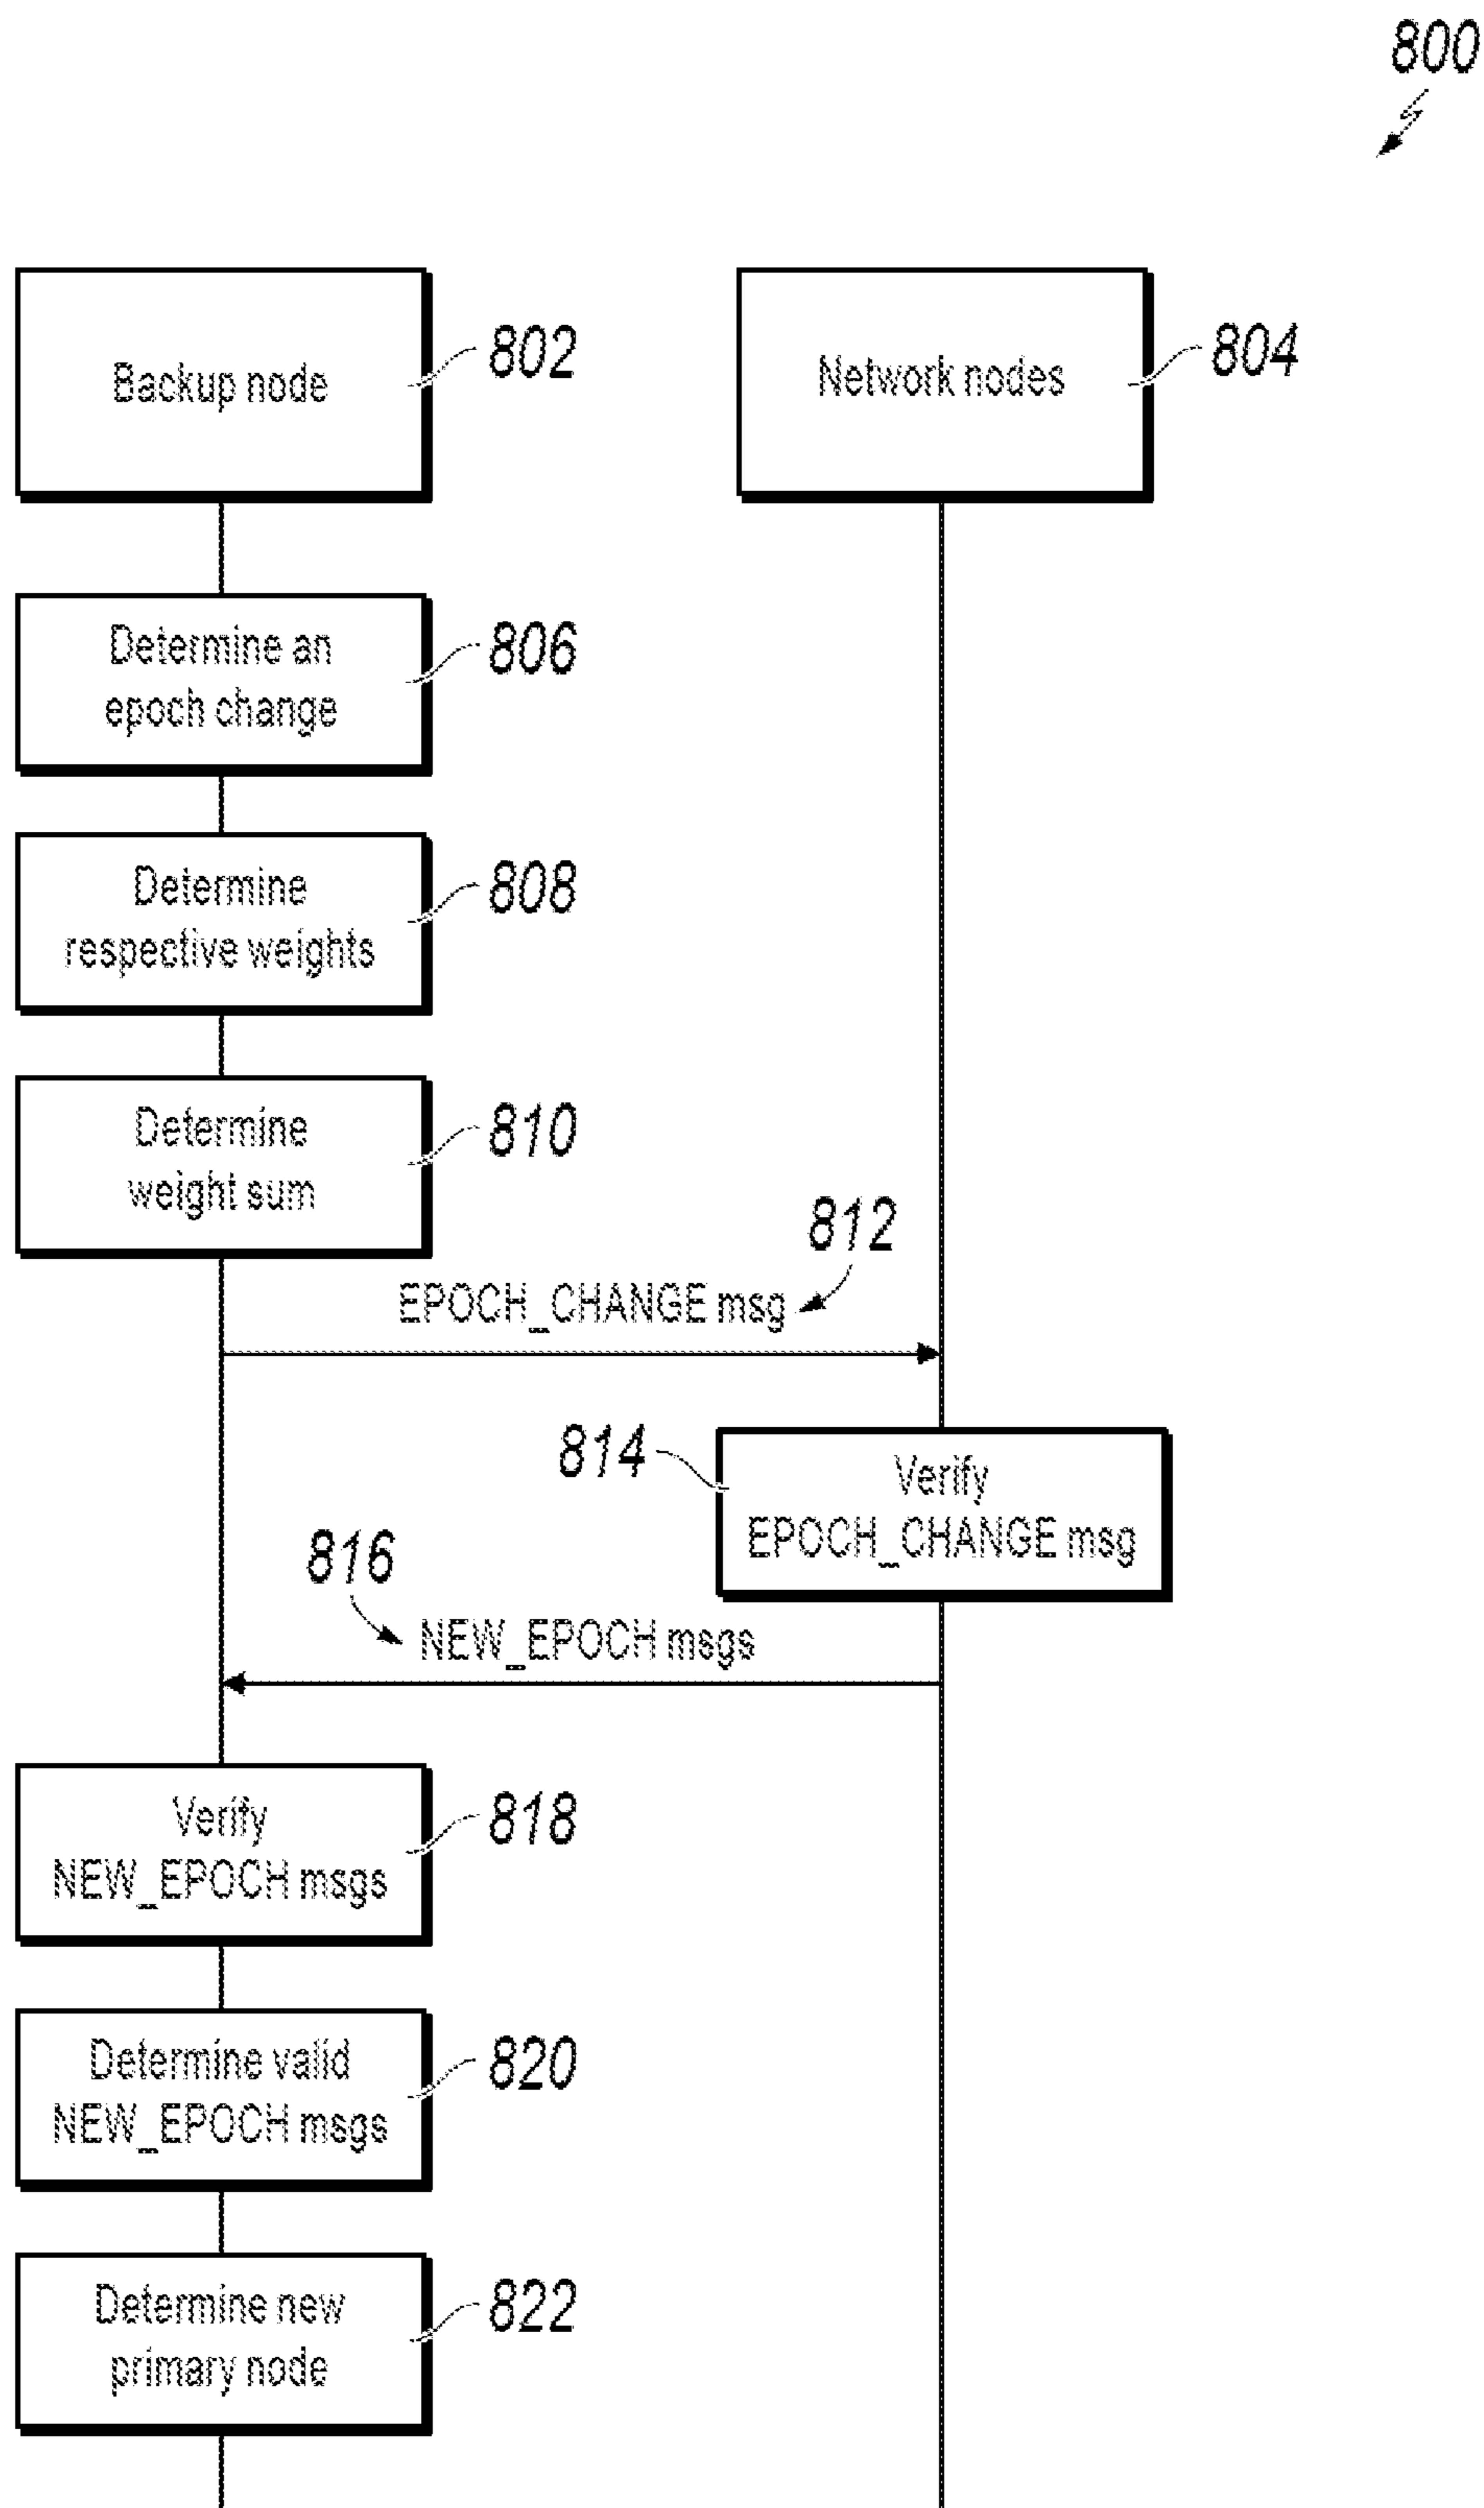 800
Backup node
802
Network nodes
804
Determine an
epoch change
806
Determine
respective weights
808
Determine
weight sum
810
812
EPOCH_CHANGE msg
814
Verify
EPOCH_CHANGE msg
816
NEW_EPOCH msgs
Verify
NEW_EPOCH msgs
818
Determine valid
NEW_EPOCH msgs
820
Determine new
primary node
822